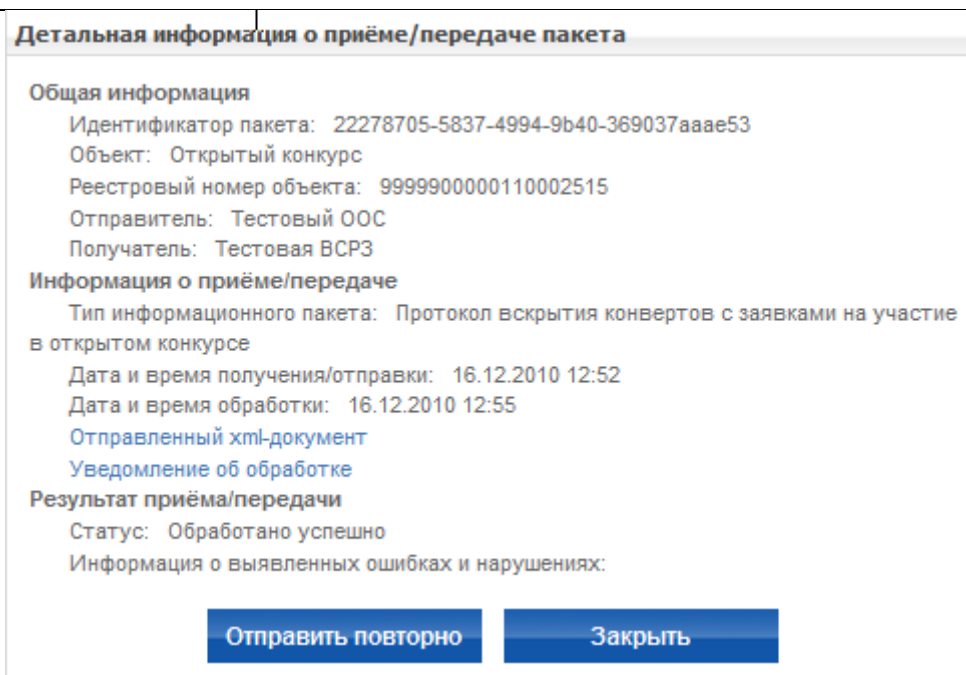 Детальная информация о приёме/передаче пакета
Общая информация
Идентификатор пакета: 22278705-5837-4994-9b40-369037aaae53
Объект: Открытый конкурс
Реестровый номер объекта: 9999900000110002515
Отправитель: Тестовый ООС
Получатель: Тестовая ВСРЗ
Информация о приёме/передаче
Тип информационного пакета: Протокол вскрытия конвертов с заявками на участие
в открытом конкурсе
Дата и время получения/отправки: 16.12.2010 12:52
Дата и время обработки: 16.12.2010 12:55
Отправленный xml-документ
Уведомление об обработке
Результат приёма/передачи
Статус: Обработано успешно
Информация о выявленных ошибках и нарушениях:
Отправить повторно Закрыть